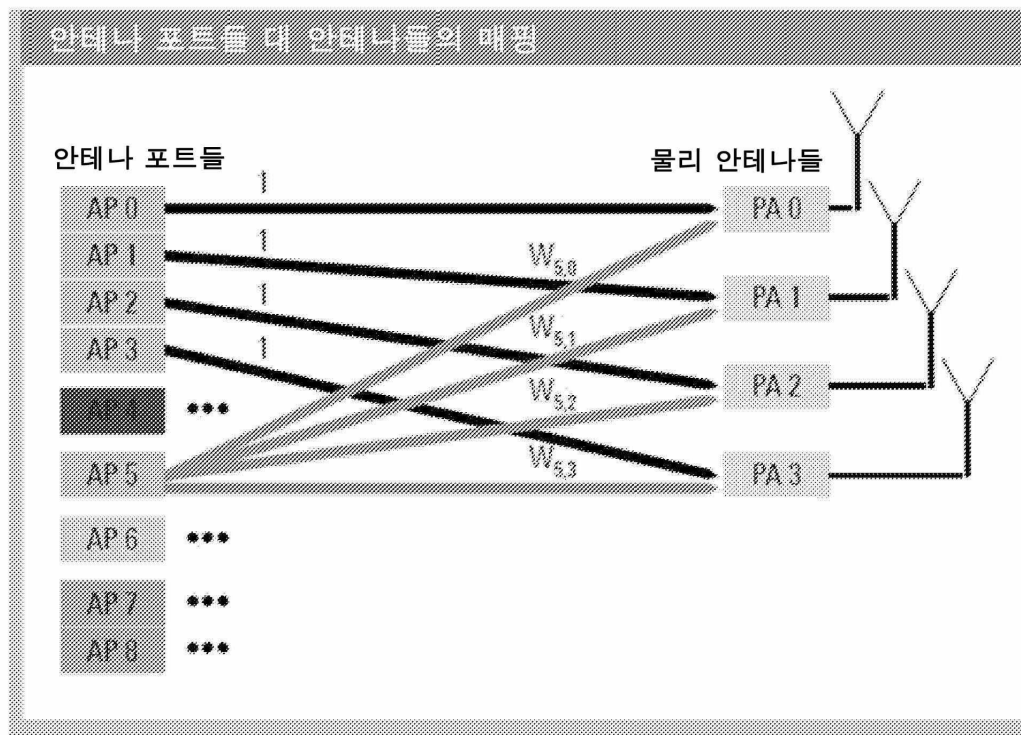 안테나 포트들 대 안테나들의 매핑
안테나 포트들
물리 안테나들
AP 0
1
PA 0
AP 1
1
W5,0
PA 1
AP 2
1
W5,1
AP 3
1
W5,2
PA 2
•••
AP 5
W5,3
PA 3
AP 6 •••
AP 7 •••
AP 8 •••